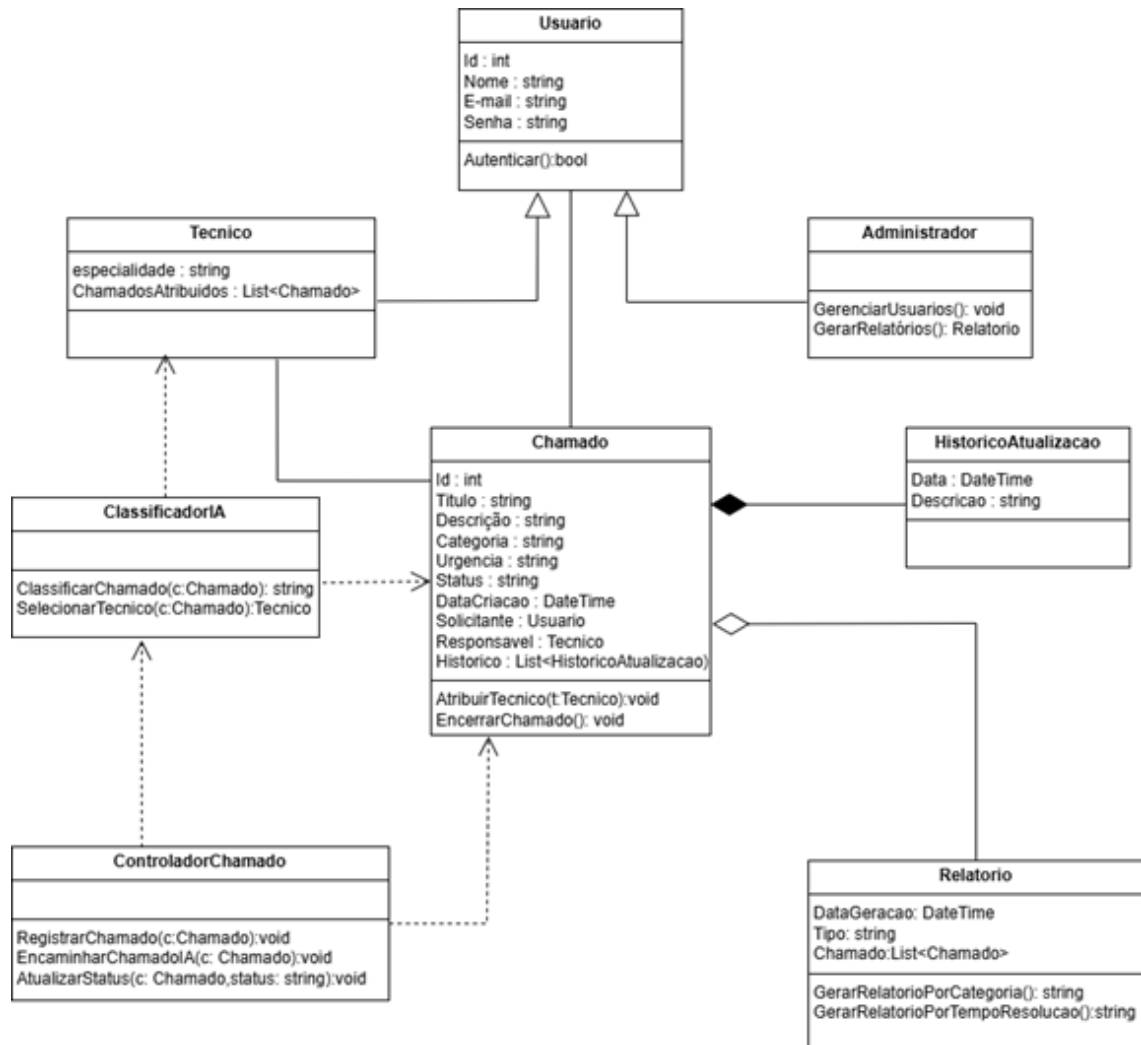 Usuario
Id : int
Nome : string
E-mail : string
Senha : string
Autenticar():bool
Tecnico
especialidade : string
ChamadosAtribuidos : List<Chamado>
Administrador
GerenciarUsuarios(): void
GerarRelatórios(): Relatorio
Chamado
Id : int
Titulo : string
Descrição : string
Categoria : string
Urgencia : string
Status : string
DataCriacao : DateTime
Solicitante : Usuario
Responsavel : Tecnico
Historico : List<HistoricoAtualizacao)
AtribuirTecnico(t:Tecnico):void
EncerrarChamado(): void
HistoricoAtualizacao
Data : DateTime
Descricao : string
ClassificadorIA
ClassificarChamado(c:Chamado): string
SelecionarTecnico(c:Chamado):Tecnico
ControladorChamado
RegistrarChamado(c:Chamado):void
EncaminharChamadoIA(c: Chamado):void
AtualizarStatus(c: Chamado,status: string):void
Relatorio
DataGeracao: DateTime
Tipo: string
Chamado:List<Chamado>
GerarRelatorioPorCategoria(): string
GerarRelatorioPorTempoResolucao():string